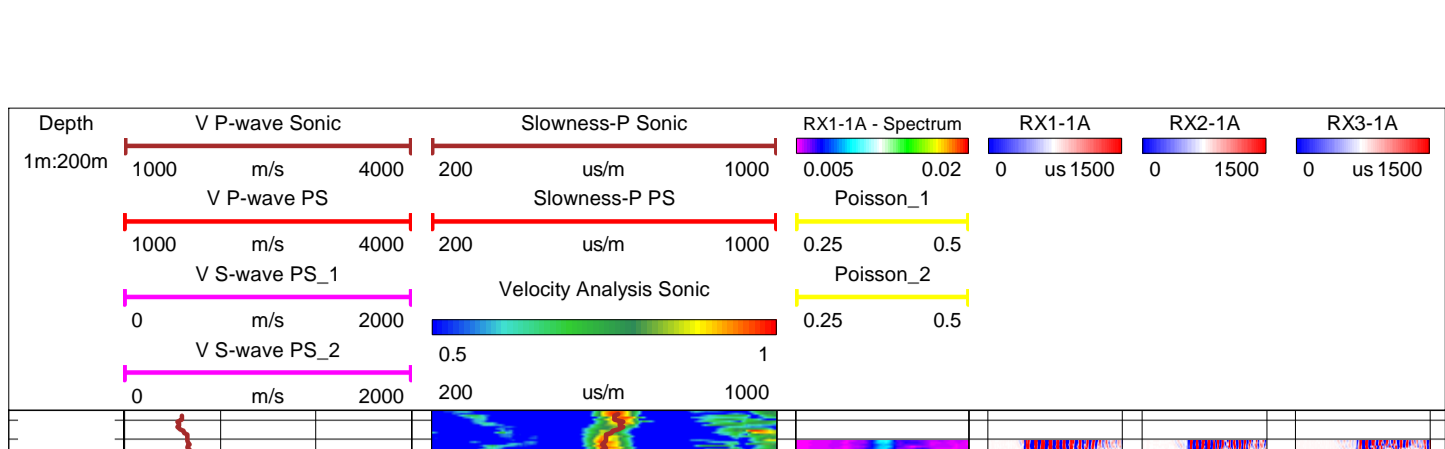 Depth V P-wave Sonic Slowness-P Sonic RX1-1A - Spectrum RX1-1A RX2-1A RX3-1A
1m:200m 1000 m/s 4000 200 us/m 1000 0.005 0.02 0 us 1500 0 1500 0 us 1500
V P-wave PS Slowness-P PS Poisson_1
1000 m/s 4000 200 us/m 1000 0.25 0.5
V S-wave PS_1 Velocity Analysis Sonic Poisson_2
0 m/s 2000 0.25 0.5
V S-wave PS_2 0.5 1
0 m/s 2000 200 us/m 1000